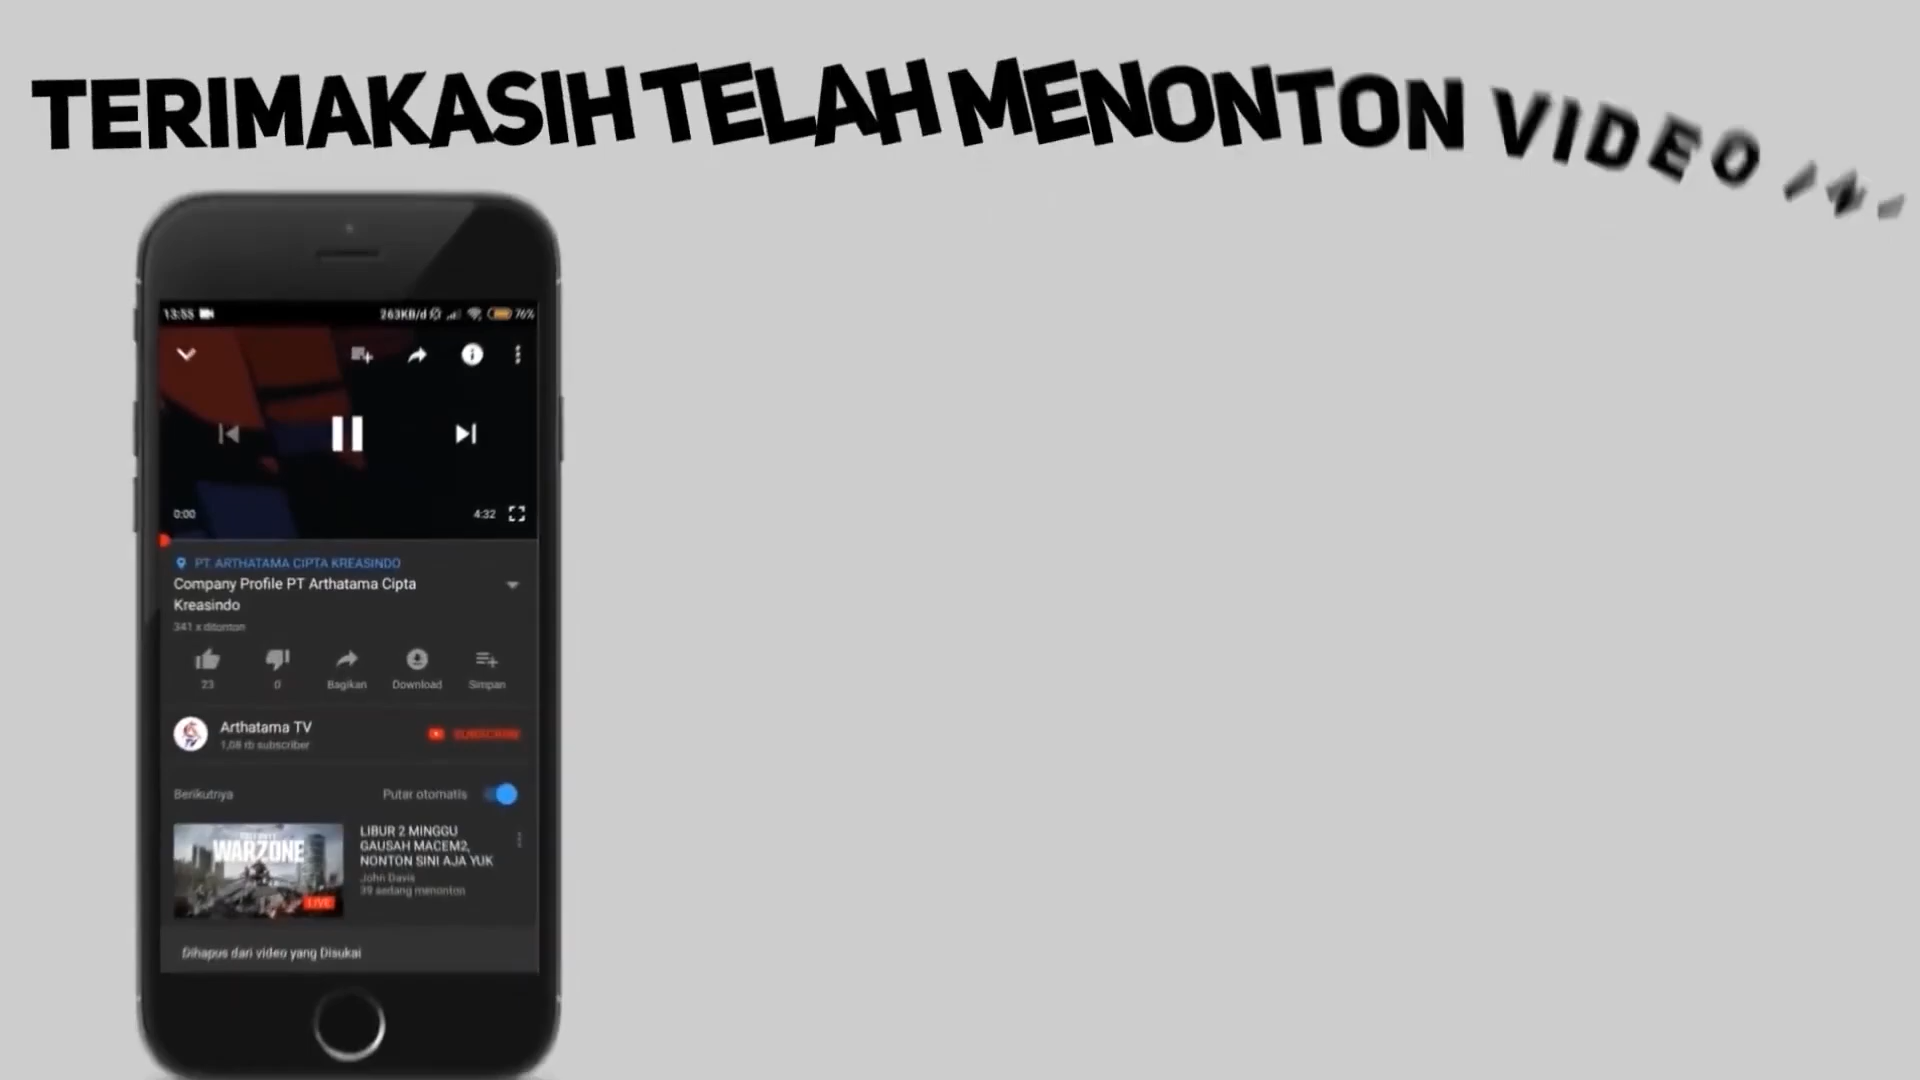 TERIMAKASIH TELAH MENONTON VIDEO
13:55
263KB/d
76%
0:00
4:32
PT. ARTHATAMA CIPTA KREASINDO
Company Profile PT Arthatama Cipta
Kreasindo
341 x ditonton
23
0
Bagikan
Download
Simpan
Arthatama TV
SUBSCRIBE
1,08 rb subscriber
Berikutnya
Putar otomatis
WARZONE
LIVE
LIBUR 2 MINGGU
GAUSAH MACEM2,
NONTON SINI AJA YUK
John Davis
39 sedang menonton
Dihapus dari video yang Disukai